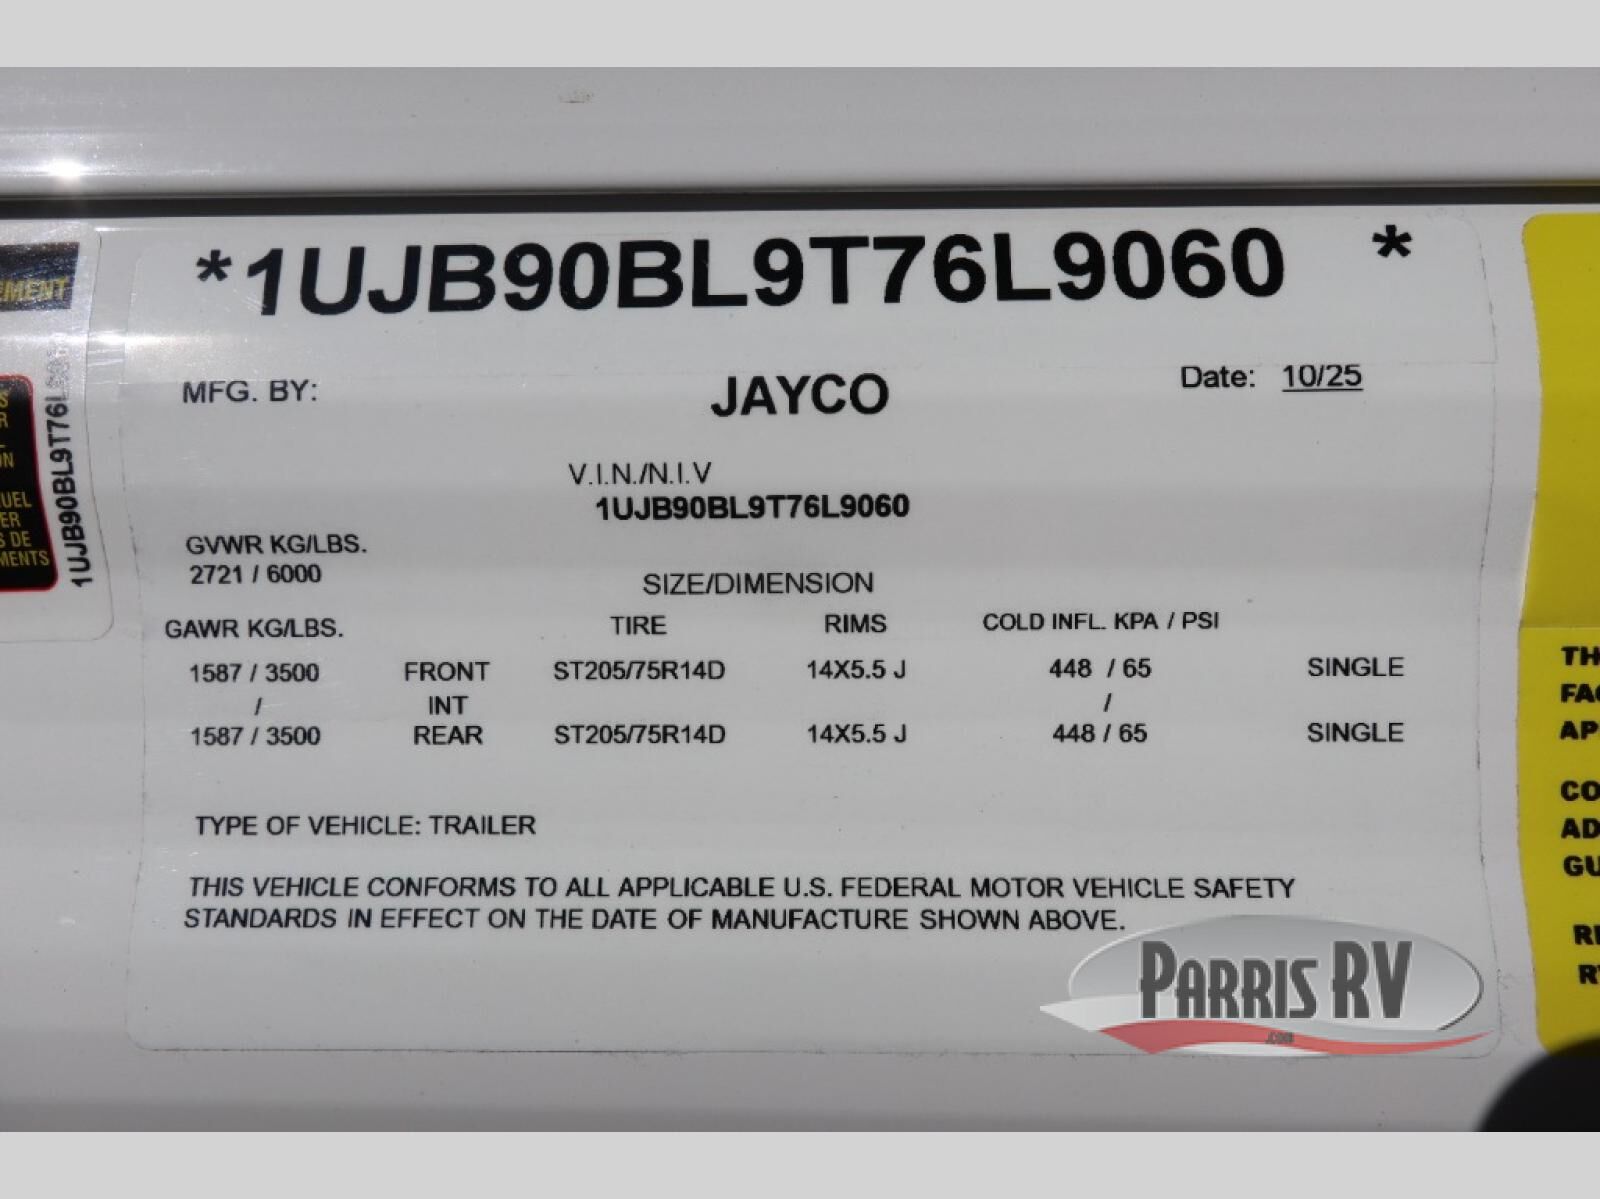 *1UJB90BL9T76L9060 *
MFG. BY: JAYCO Date: 10/25
V.I.N./N.I.V
1UJB90BL9T76L9060
GVWR KG/LBS.
2721 / 6000
SIZE/DIMENSION
GAWR KG/LBS. TIRE RIMS COLD INFL. KPA / PSI
1587 / 3500 FRONT ST205/75R14D 14X5.5 J 448 / 65 SINGLE
/ INT /
1587 / 3500 REAR ST205/75R14D 14X5.5 J 448 / 65 SINGLE
TYPE OF VEHICLE: TRAILER
THIS VEHICLE CONFORMS TO ALL APPLICABLE U.S. FEDERAL MOTOR VEHICLE SAFETY
STANDARDS IN EFFECT ON THE DATE OF MANUFACTURE SHOWN ABOVE.
PARRIS RV
.COM